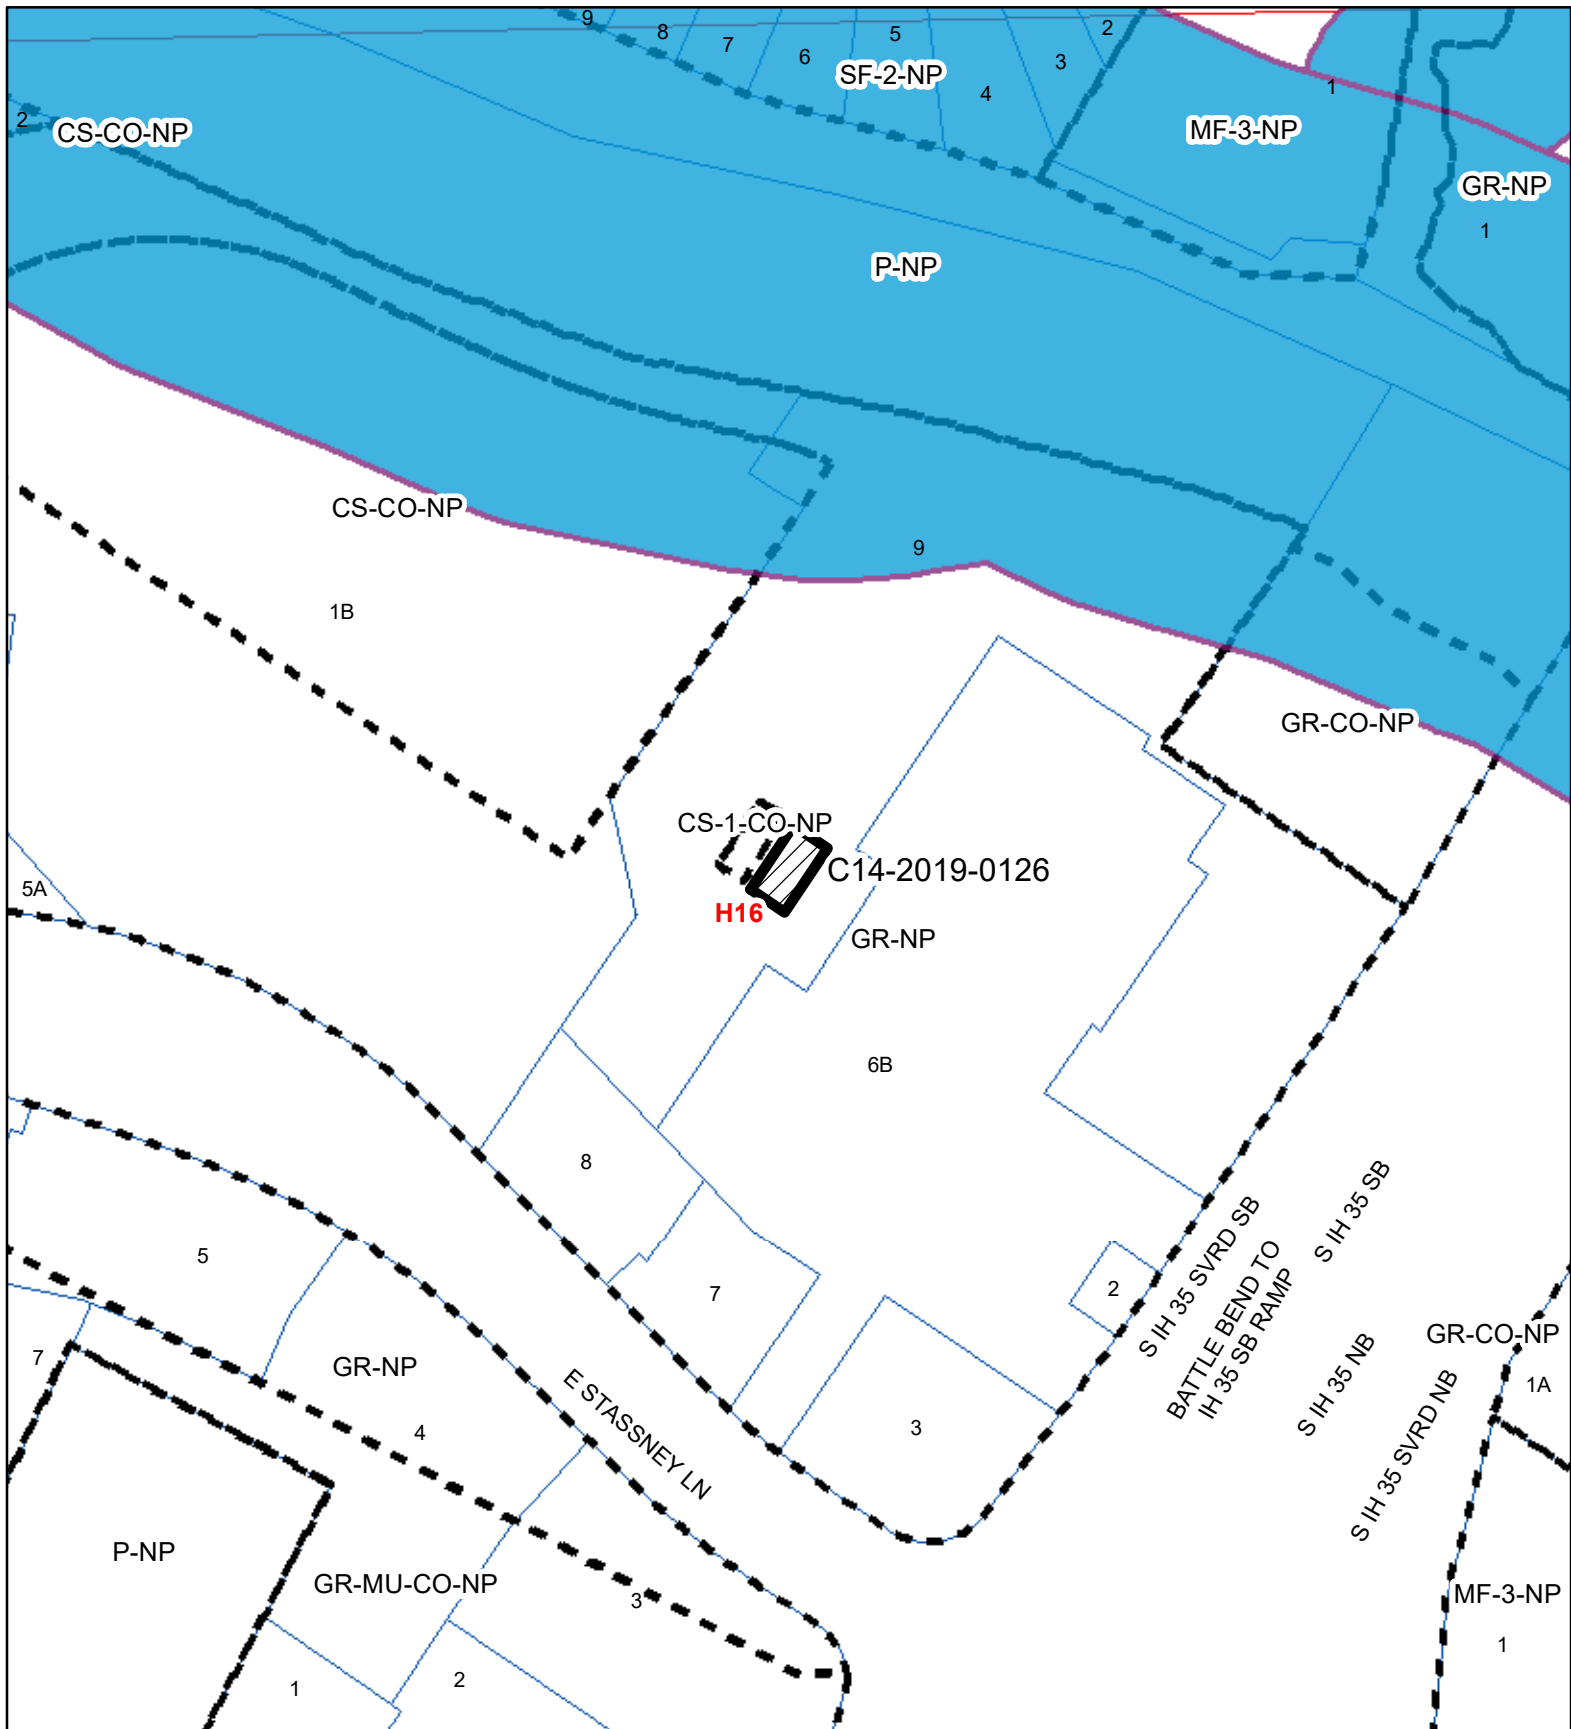 9
8
7
6
5
SF-2-NP
4
3
2
1
MF-3-NP
GR-NP
1
2
CS-CO-NP
P-NP
CS-CO-NP
9
1B
GR-CO-NP
CS-1-CO-NP
C14-2019-0126
H16
GR-NP
5A
6B
8
7
5
2
3
S IH 35 SVRD SB
BATTLE BEND TO
IH 35 SB RAMP
S IH 35 SB
S IH 35 NB
S IH 35 SVRD NB
GR-CO-NP
1A
7
GR-NP
4
E STASSNEY LN
P-NP
GR-MU-CO-NP
3
MF-3-NP
1
1
2